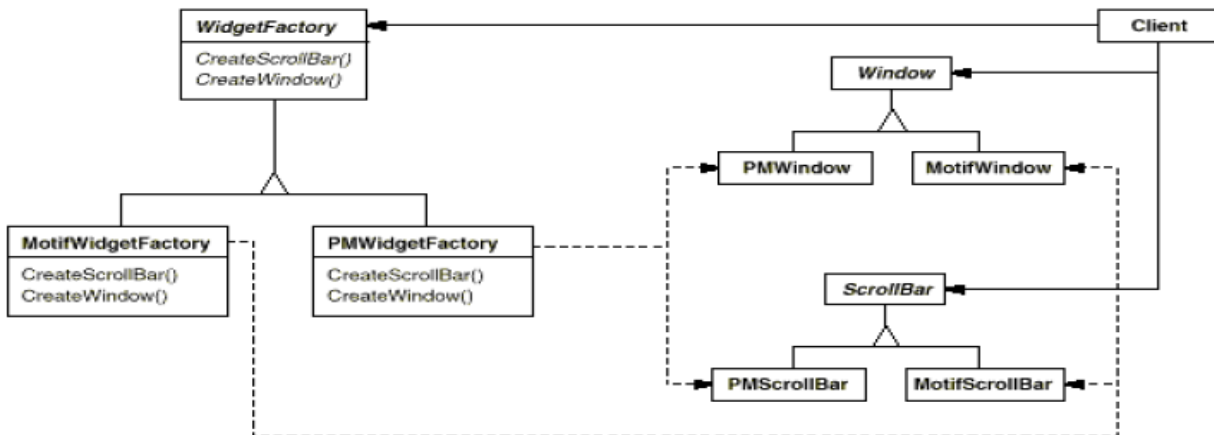 WidgetFactory
CreateScrollBar()
CreateWindow()
Client
Window
PMWindow
MotifWindow
MotifWidgetFactory
CreateScrollBar()
CreateWindow()
PMWidgetFactory
CreateScrollBar()
CreateWindow()
ScrollBar
PMScrollBar
MotifScrollBar